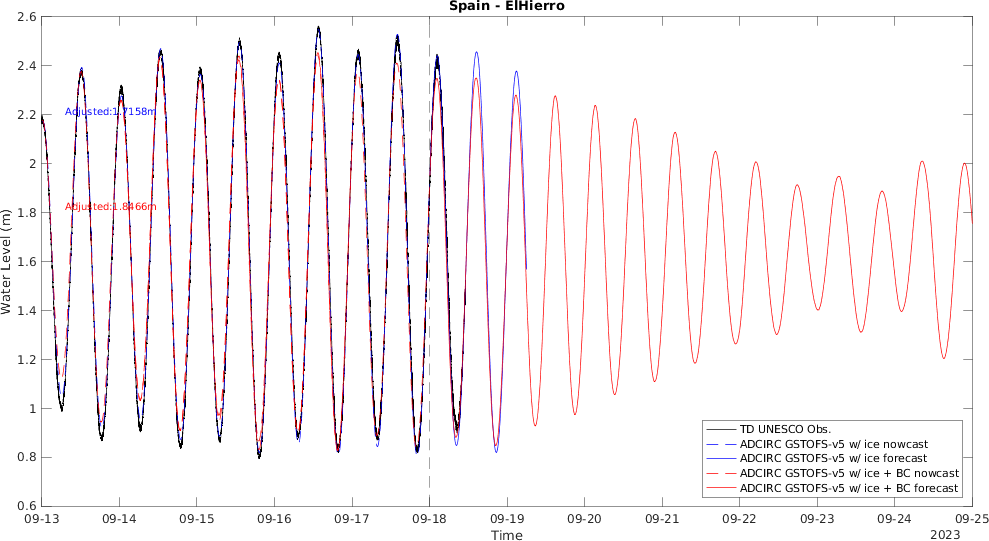 Spain - ElHierro
2.6
2.4
2.2
2
1.8
1.6
1.4
1.2
1
0.8
0.6
Water Level (m)
Adjusted:1.7158m
Adjusted:1.8466m
TD UNESCO Obs.
ADCIRC GSTOFS-v5 w/ ice nowcast
ADCIRC GSTOFS-v5 w/ ice forecast
ADCIRC GSTOFS-v5 w/ ice + BC nowcast
ADCIRC GSTOFS-v5 w/ ice + BC forecast
09-13 09-14 09-15 09-16 09-17 09-18 09-19 09-20 09-21 09-22 09-23 09-24 09-25
Time
2023